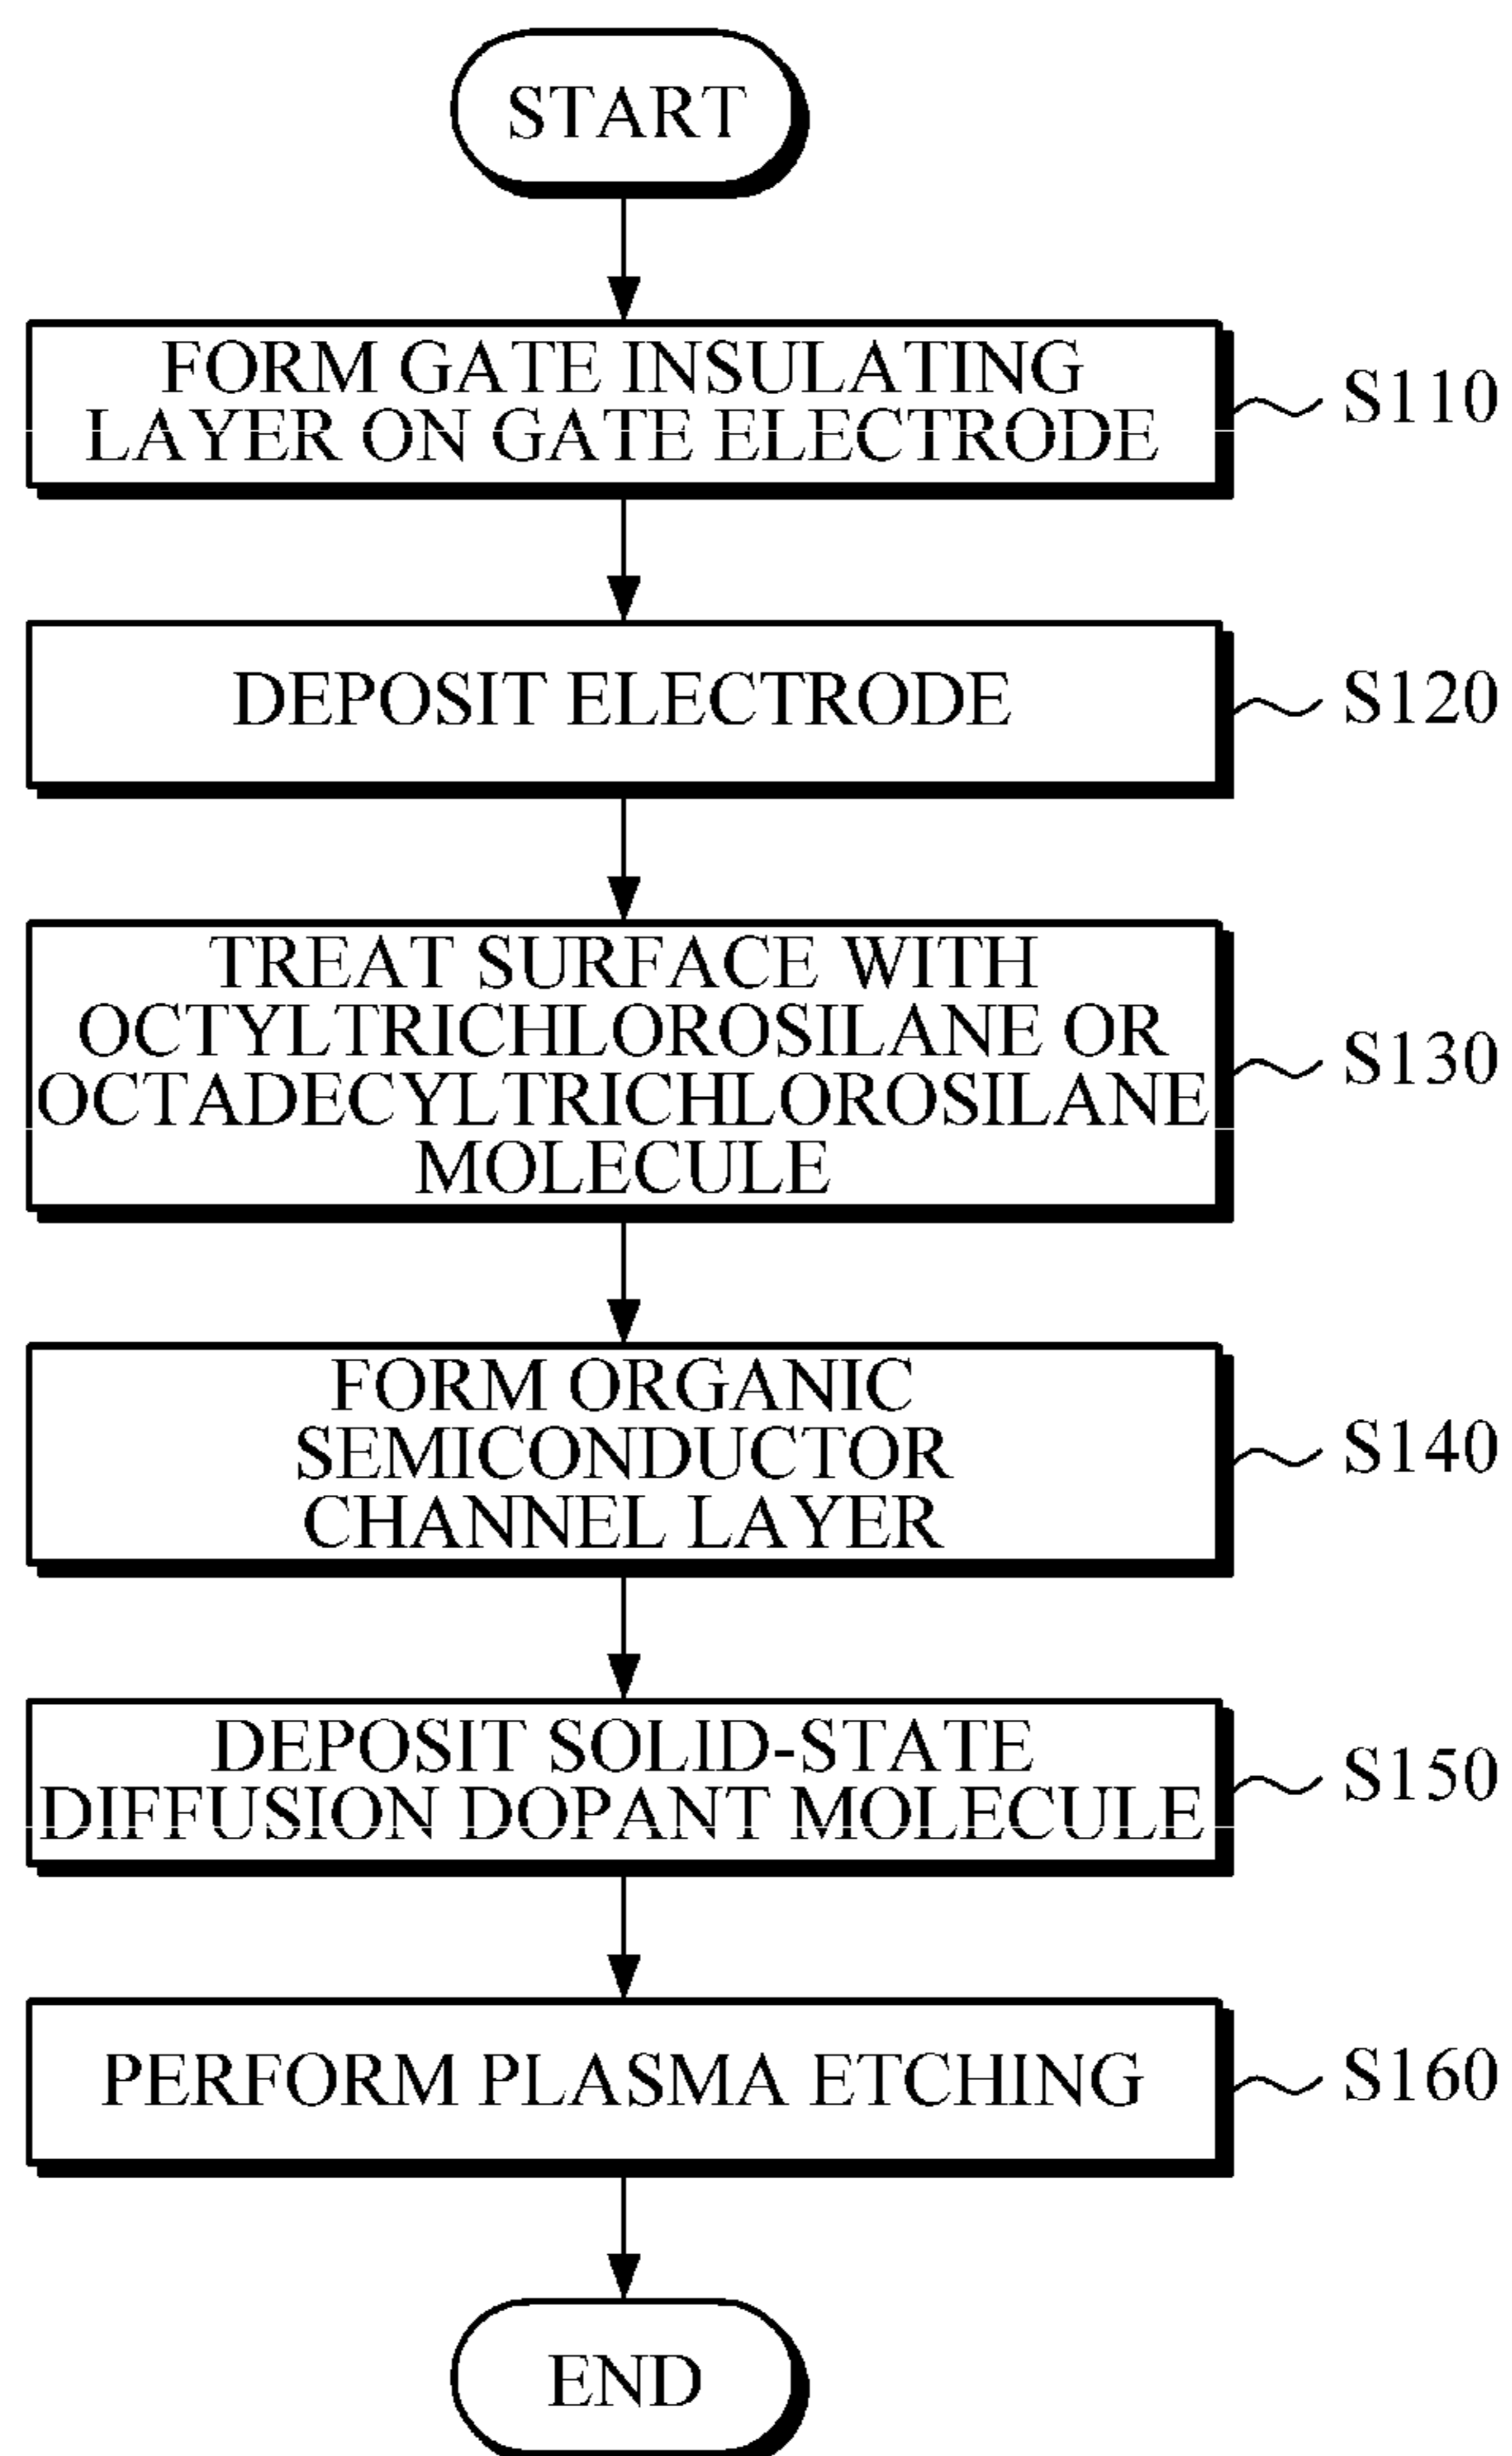 START
FORM GATE INSULATING
LAYER ON GATE ELECTRODE
S110
DEPOSIT ELECTRODE
S120
TREAT SURFACE WITH
OCTYLTRICHLOROSILANE OR
OCTADECYLTRICHLOROSILANE
MOLECULE
S130
FORM ORGANIC
SEMICONDUCTOR
CHANNEL LAYER
S140
DEPOSIT SOLID-STATE
DIFFUSION DOPANT MOLECULE
S150
PERFORM PLASMA ETCHING
S160
END